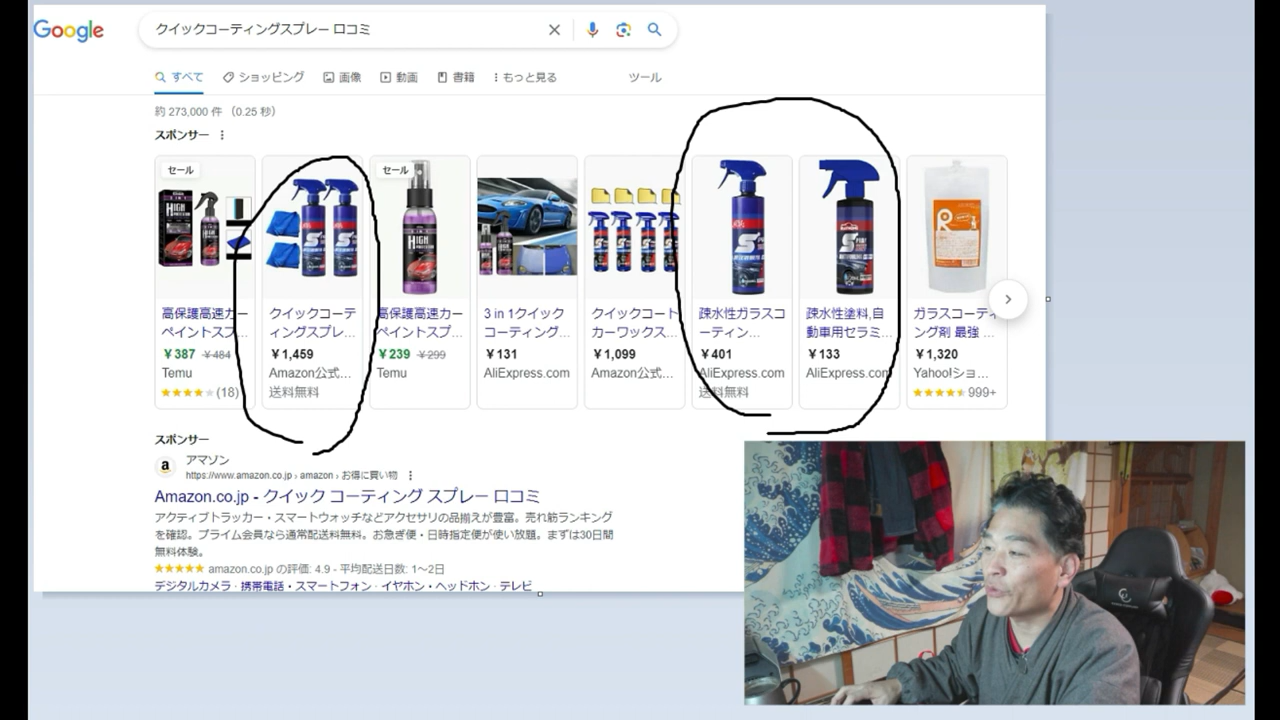 Google
クイックコーティングスプレー 口コミ
すべて ショッピング 画像 動画 書籍 もっと見る ツール
約 273,000 件 (0.25 秒)
スポンサー
セール
セール
高保護高速カー
ペイントスプ...
¥387 ¥484
Temu
(18)
クイックコーテ
ィングスプレ...
¥1,459
Amazon公式...
送料無料
高保護高速カー
ペイントスプ...
¥239 ¥299
Temu
3 in 1クイック
コーティング...
¥131
AliExpress.com
クイックコート
カーワックス...
¥1,099
Amazon公式...
疎水性ガラスコ
ーティン...
¥401
AliExpress.com
送料無料
疎水性塗料,自
動車用セラミ...
¥133
AliExpress.com
ガラスコーティ
ング剤 最強 ...
¥1,320
Yahoo!ショ...
999+
HIGH
HIGH
スポンサー
a
アマゾン
https://www.amazon.co.jp › amazon › お得に買い物
Amazon.co.jp - クイック コーティング スプレー 口コミ
アクティブトラッカー・スマートウォッチなどアクセサリの品揃えが豊富。売れ筋ランキング
を確認。プライム会員なら通常配送料無料。お急ぎ便・日時指定便が使い放題。まずは30日間
無料体験。
amazon.co.jp の評価: 4.9 - 平均配送日数: 1〜2日
デジタルカメラ · 携帯電話・スマートフォン · イヤホン・ヘッドホン · テレビ